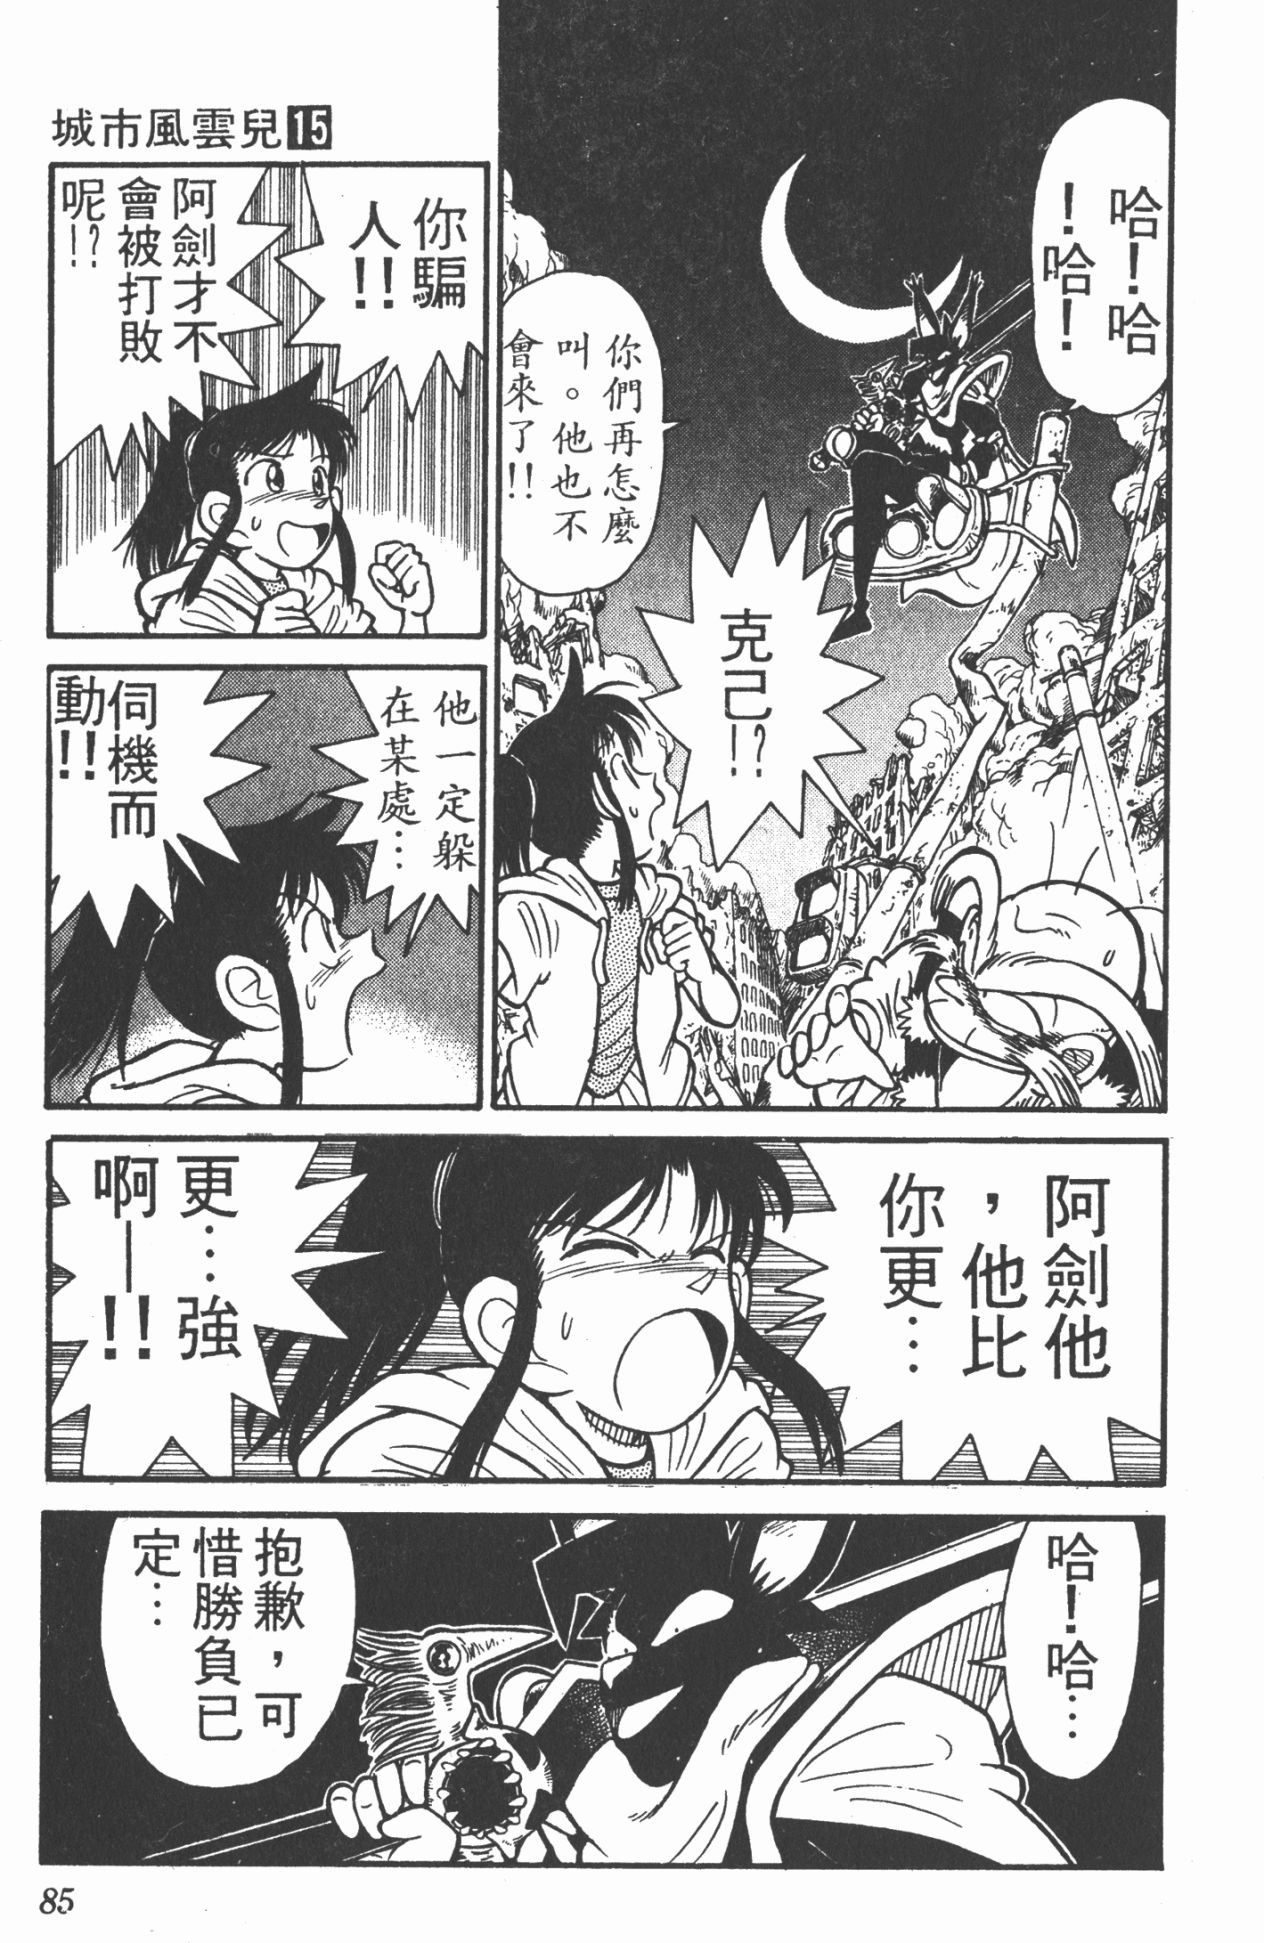 城市風雲兒15
哈!哈
!哈!
你們再怎麼
叫。他也不
會來了!!
克己!?
你騙
人!!
阿劍才不
會被打敗
呢!?
他一定躲
在某處…
伺機而
動!!
阿劍他
，他比
你更…
更…強
啊—!!
哈!哈…
抱歉，可
惜勝負已
定…
85